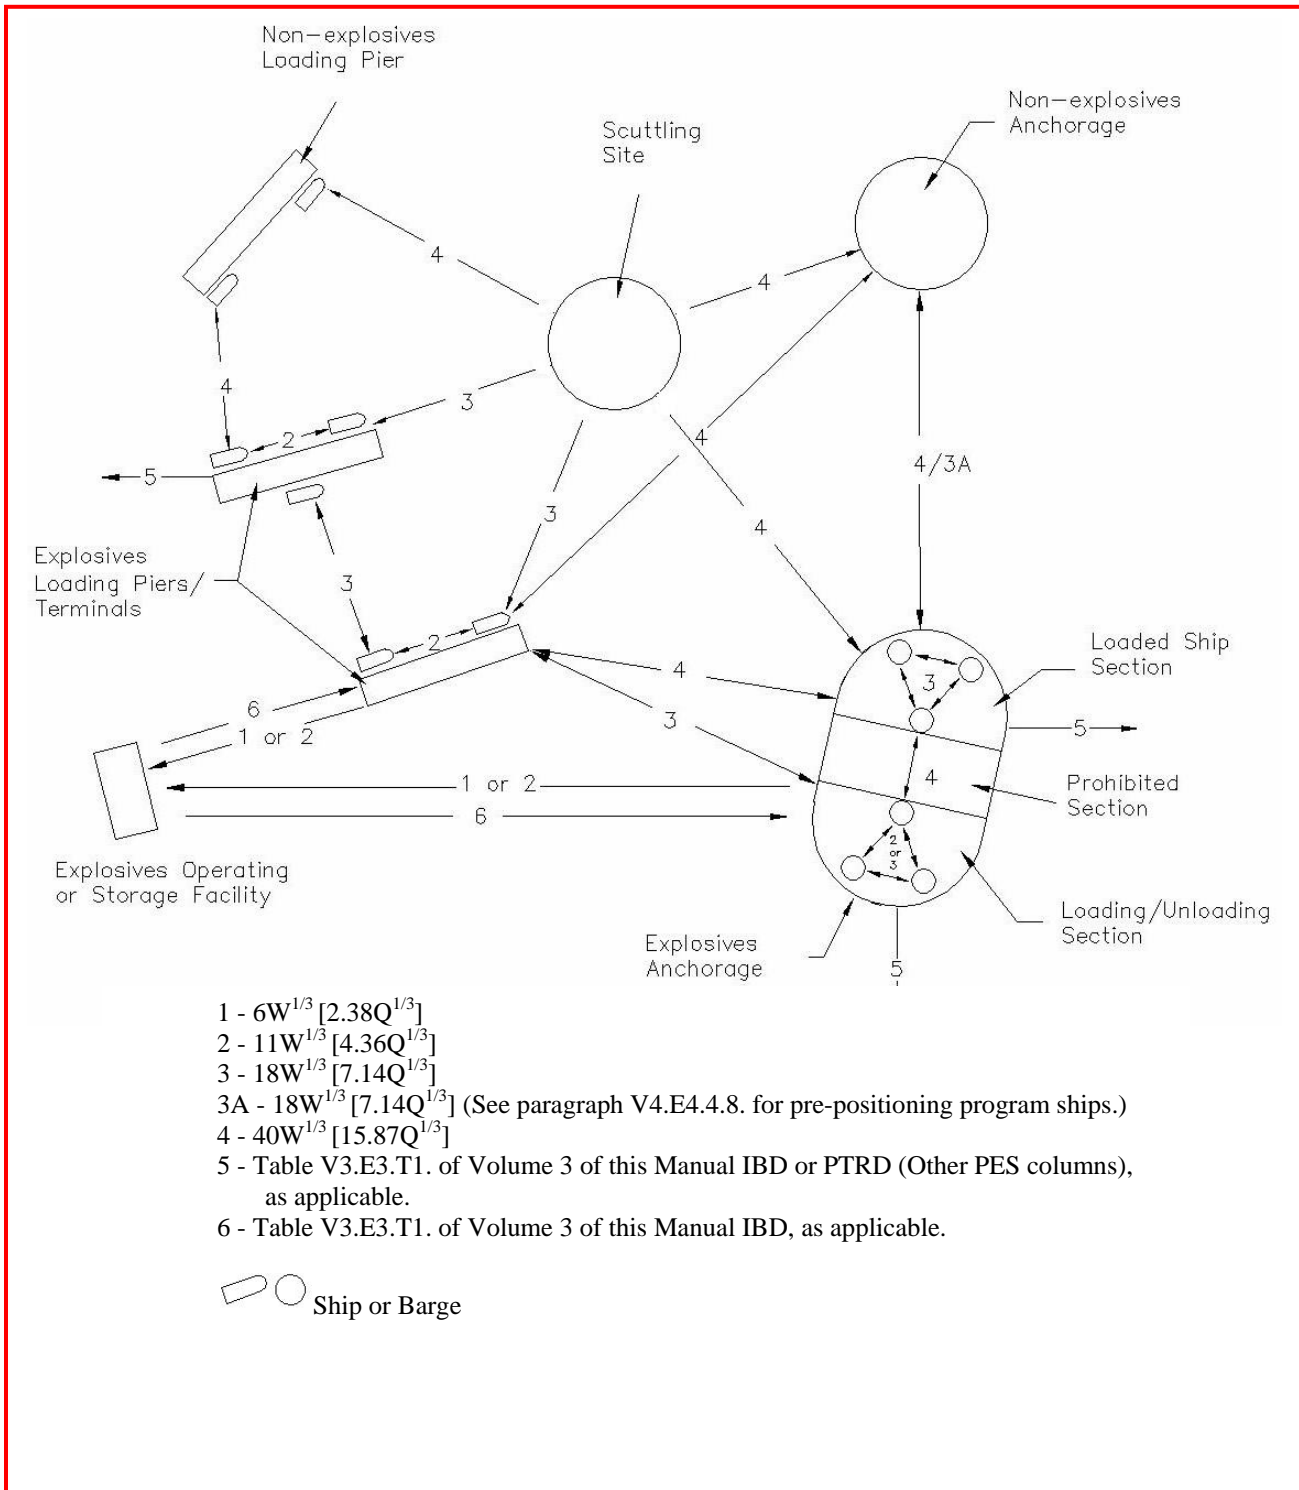 Non-explosives
Loading Pier
Scuttling
Site
Non-explosives
Anchorage
4
4
4
4
2
3
5
4
4/3A
3
4
Explosives
Loading Piers/
Terminals
3
2
Loaded Ship
Section
4
3
3
6
1 or 2
5
4
Prohibited
Section
1 or 2
6
2
or
3
Explosives Operating
or Storage Facility
Loading/Unloading
Section
Explosives
Anchorage
5
1 - 6W1/3 [2.38Q1/3]
2 - 11W1/3 [4.36Q1/3]
3 - 18W1/3 [7.14Q1/3]
3A - 18W1/3 [7.14Q1/3] (See paragraph V4.E4.4.8. for pre-positioning program ships.)
4 - 40W1/3 [15.87Q1/3]
5 - Table V3.E3.T1. of Volume 3 of this Manual IBD or PTRD (Other PES columns),
as applicable.
6 - Table V3.E3.T1. of Volume 3 of this Manual IBD, as applicable.
Ship or Barge